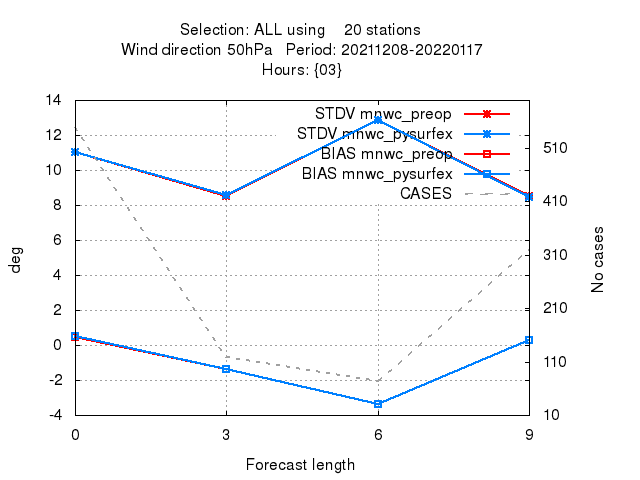 Selection: ALL using 20 stations
Wind direction 50hPa Period: 20211208-20220117
Hours: {03}
14
12
10
8
6
4
2
0
-2
-4
deg
STDV mnwc_preop
STDV mnwc_pysurfex
BIAS mnwc_preop
BIAS mnwc_pysurfex
CASES
510
410
310
210
110
10
No cases
0 3 6 9
Forecast length